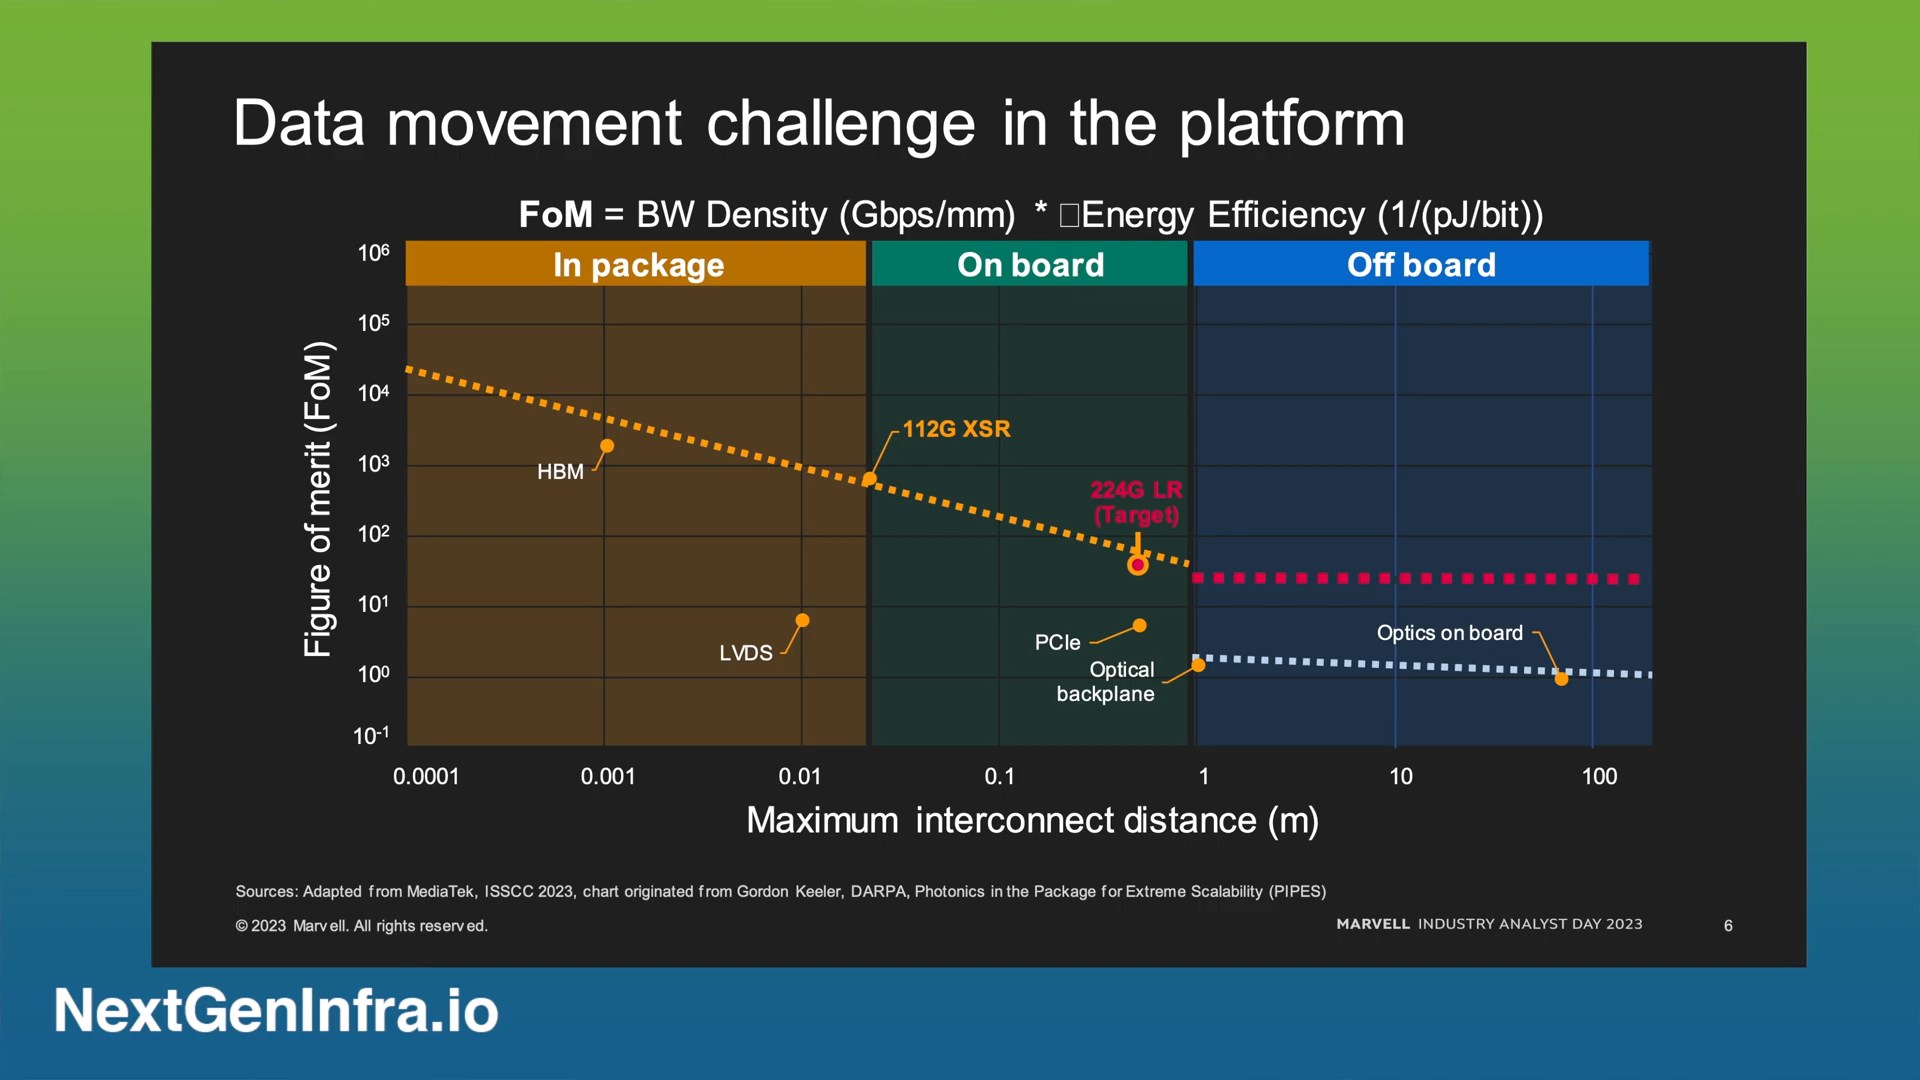 Data movement challenge in the platform
FoM = BW Density (Gbps/mm) * □Energy Efficiency (1/(pJ/bit))
In package
On board
Off board
Figure of merit (FoM)
10⁶
10⁵
10⁴
10³
10²
10¹
10⁰
10⁻¹
112G XSR
HBM
224G LR
(Target)
LVDS
PCIe
Optical
backplane
Optics on board
0.0001
0.001
0.01
0.1
1
10
100
Maximum interconnect distance (m)
Sources: Adapted from MediaTek, ISSCC 2023, chart originated from Gordon Keeler, DARPA, Photonics in the Package for Extreme Scalability (PIPES)
© 2023 Marvell. All rights reserved.
MARVELL INDUSTRY ANALYST DAY 2023
6
NextGenInfra.io